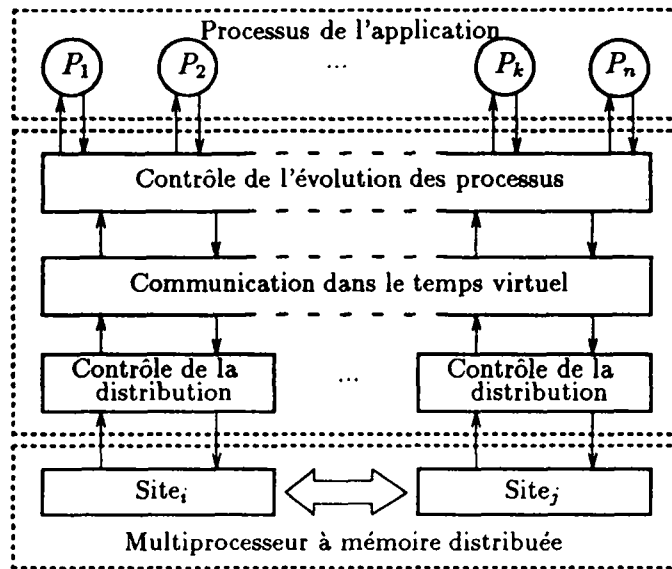 Processus de l'application
P1 P2 ... Pk Pn
Contrôle de l'évolution des processus
Communication dans le temps virtuel
Contrôle de la distribution
...
Contrôle de la distribution
Sitei Sitej
Multiprocesseur à mémoire distribuée